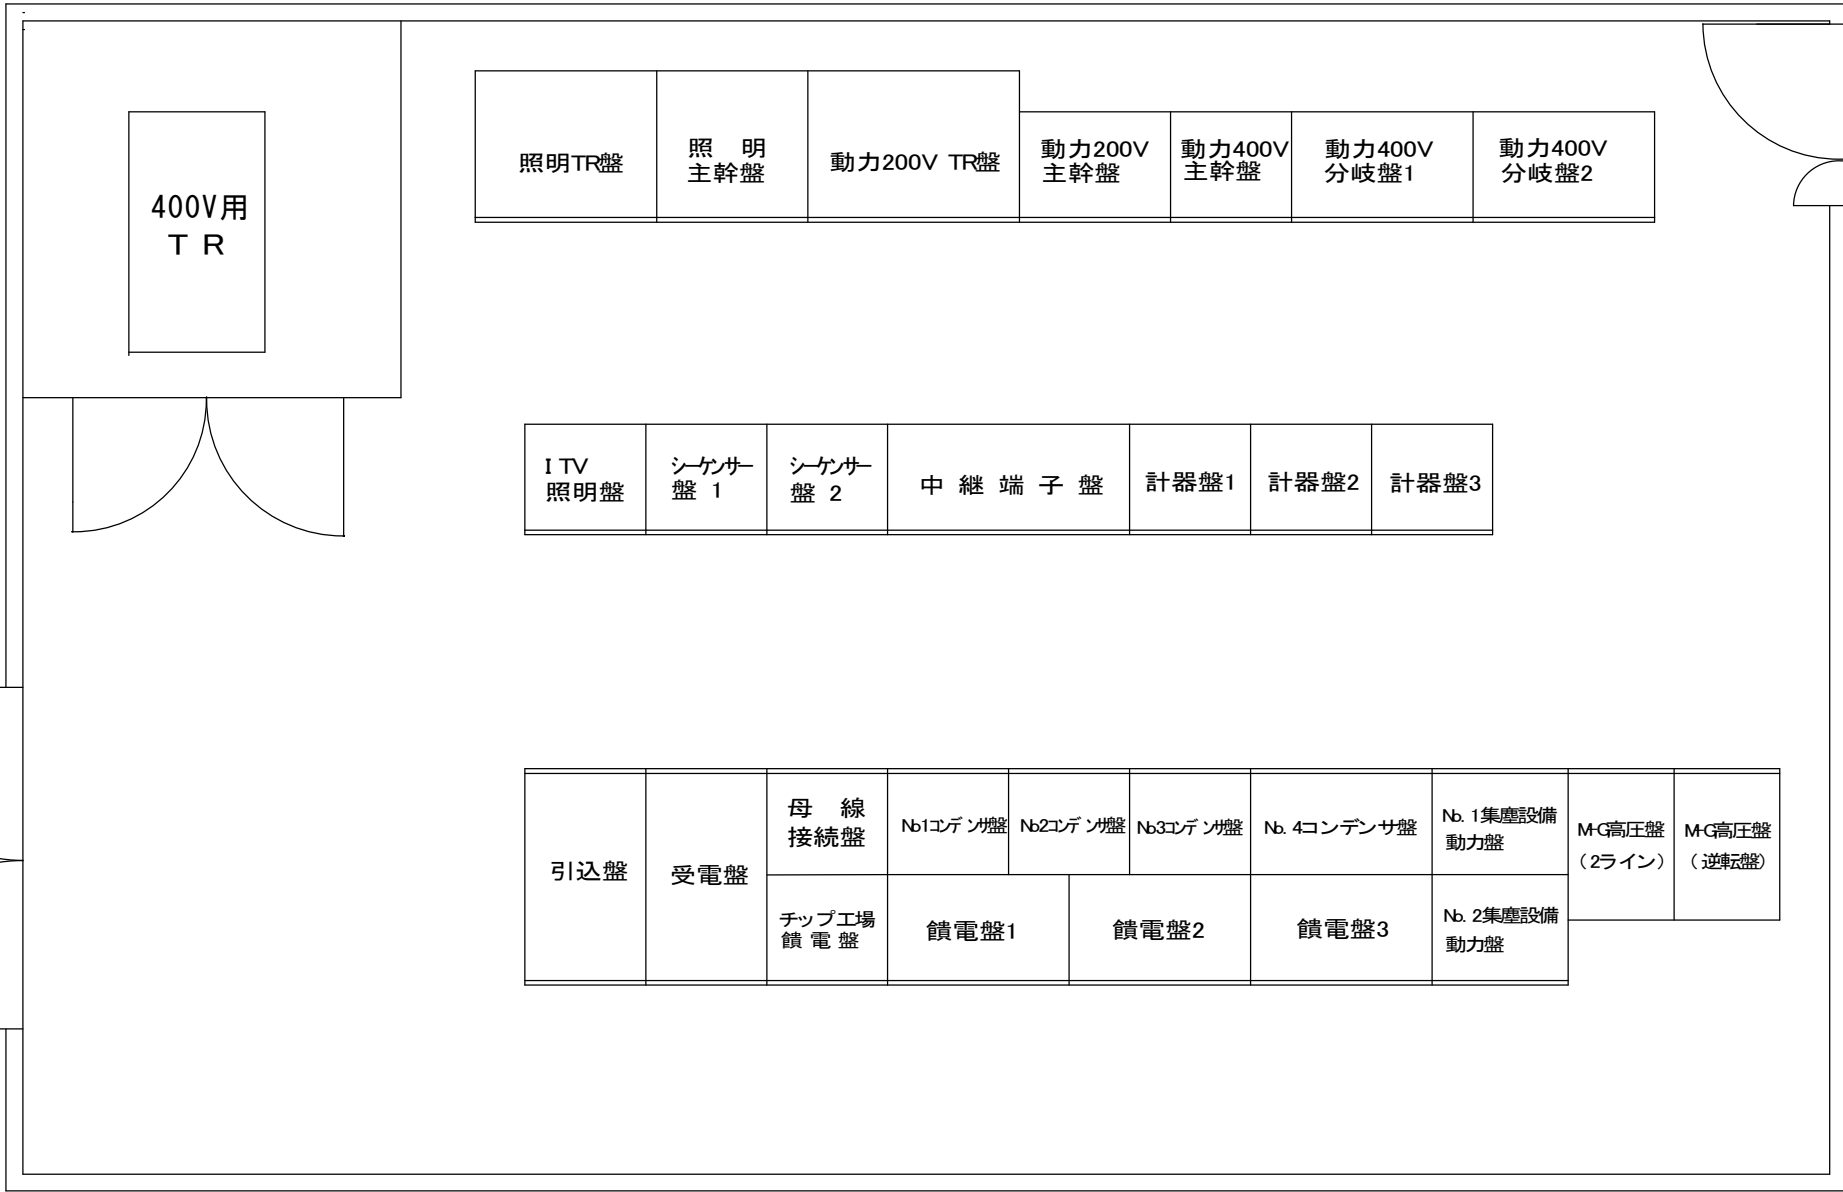 400V用
TR
照明TR盤
照 明
主幹盤
動力200V TR盤
動力200V
主幹盤
動力400V
主幹盤
動力400V
分岐盤1
動力400V
分岐盤2
ITV
照明盤
シーケンサー
盤 1
シーケンサー
盤 2
中 継 端 子 盤
計器盤1
計器盤2
計器盤3
引込盤
受電盤
母 線
接続盤
No1コンデンサ盤
No2コンデンサ盤
No3コンデンサ盤
No.4コンデンサ盤
No.1集塵設備
動力盤
M-G高圧盤
(2ライン)
M-G高圧盤
(逆転盤)
チップ工場
饋 電 盤
饋電盤1
饋電盤2
饋電盤3
No.2集塵設備
動力盤